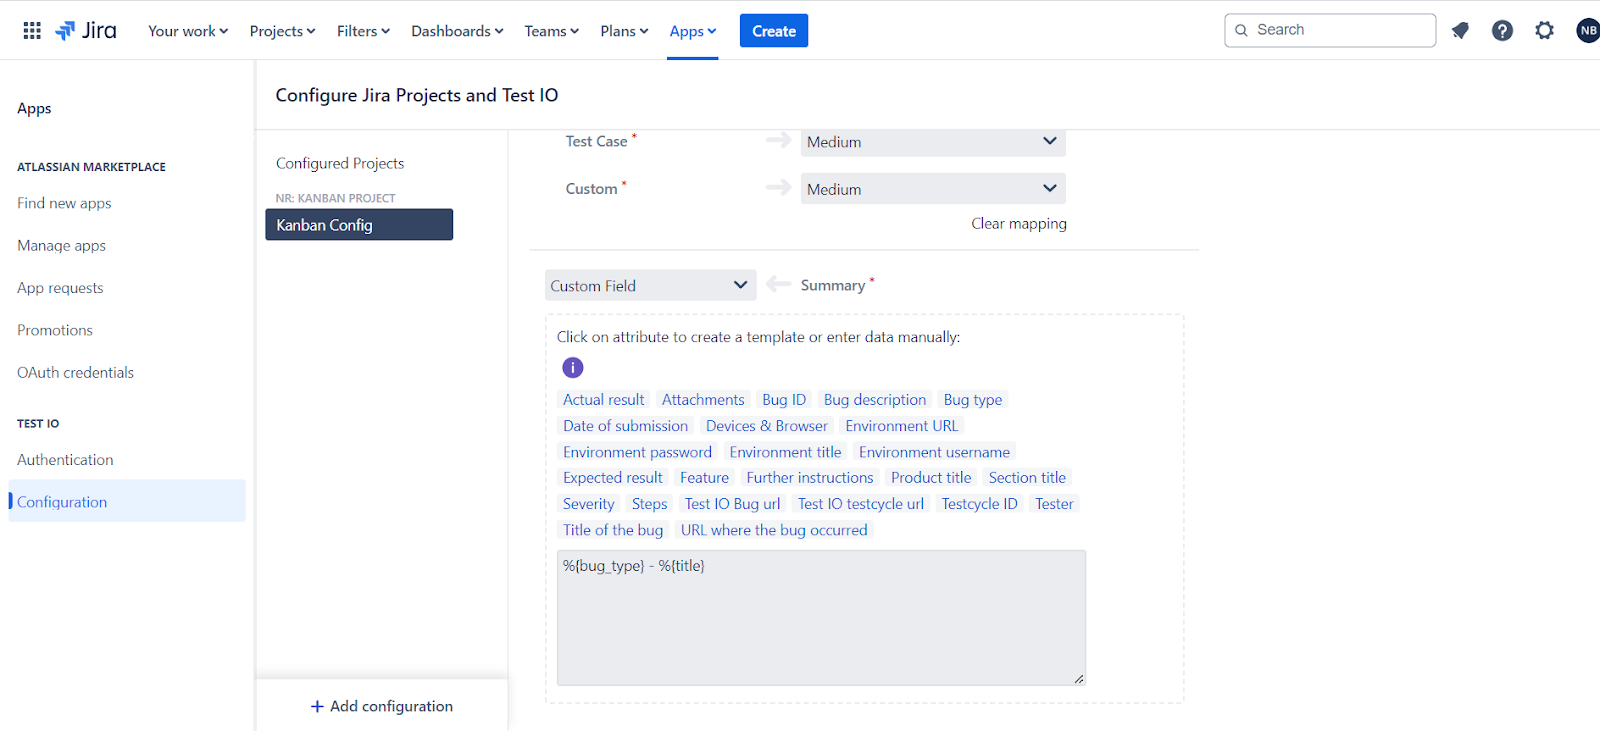 Jira Your work Projects Filters Dashboards Teams Plans Apps Create Search ? NB
Apps
ATLASSIAN MARKETPLACE
Find new apps
Manage apps
App requests
Promotions
OAuth credentials
TEST IO
Authentication
Configuration
Configure Jira Projects and Test IO
Configured Projects
NR: KANBAN PROJECT
Kanban Config
+ Add configuration
Test Case * Medium
Custom * Medium
Clear mapping
Custom Field Summary *
Click on attribute to create a template or enter data manually:
i
Actual result Attachments Bug ID Bug description Bug type
Date of submission Devices & Browser Environment URL
Environment password Environment title Environment username
Expected result Feature Further instructions Product title Section title
Severity Steps Test IO Bug url Test IO testcycle url Testcycle ID Tester
Title of the bug URL where the bug occurred
%{bug_type} - %{title}